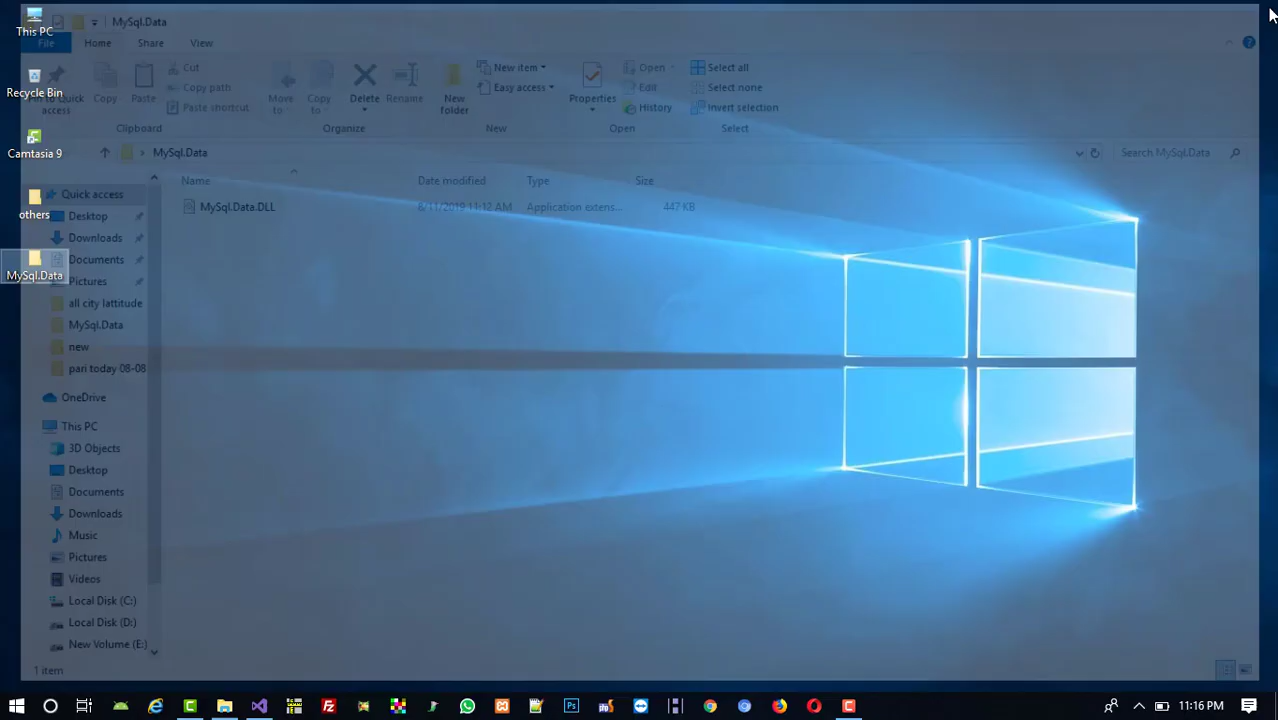 This PC
MySql.Data
File
Home
Share
View
Recycle Bin
Pin to Quick access
Copy
Paste
Cut
Copy path
Paste shortcut
Clipboard
Move to
Copy to
Delete
Rename
Organize
New folder
New item
Easy access
New
Properties
Open
Edit
History
Open
Select all
Select none
Invert selection
Select
Camtasia 9
MySql.Data
Search MySql.Data
Name
Date modified
Type
Size
MySql.Data.DLL
8/11/2019 11:12 AM
Application extens...
447 KB
others
MySql.Data
Quick access
Desktop
Downloads
Documents
Pictures
all city lattitude
MySql.Data
new
pari today 08-08
OneDrive
This PC
3D Objects
Desktop
Documents
Downloads
Music
Pictures
Videos
Local Disk (C:)
Local Disk (D:)
New Volume (E:)
1 item
11:16 PM